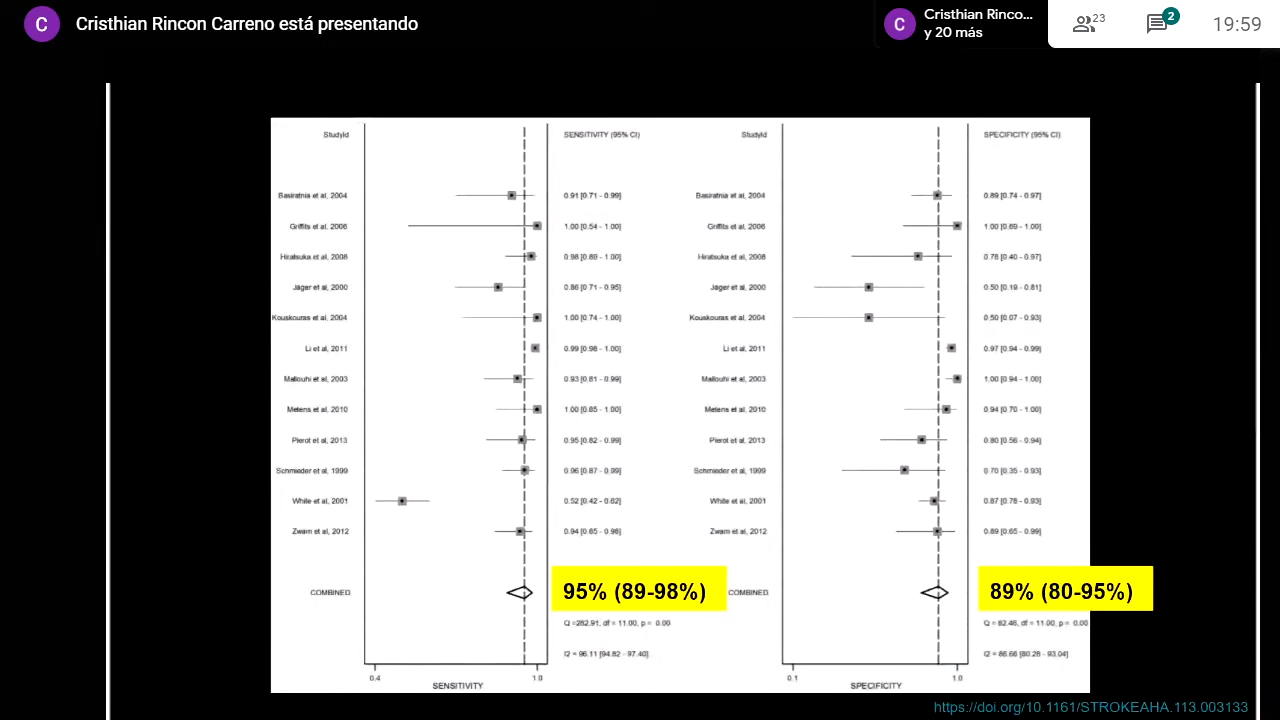 C
Cristhian Rincon Carreno está presentando
C
Cristhian Rinco...
y 20 más
23
2
19:59
StudyId
SENSITIVITY (95% CI)
StudyId
SPECIFICITY (95% CI)
Basiratnia et al, 2004
0.91 [0.71 - 0.99]
Basiratnia et al, 2004
0.89 [0.74 - 0.97]
Griffits et al, 2006
1.00 [0.54 - 1.00]
Griffits et al, 2006
1.00 [0.69 - 1.00]
Hiratsuka et al, 2008
0.98 [0.89 - 1.00]
Hiratsuka et al, 2008
0.78 [0.40 - 0.97]
Jäger et al, 2000
0.86 [0.71 - 0.95]
Jäger et al, 2000
0.50 [0.19 - 0.81]
Kouskouras et al, 2004
1.00 [0.74 - 1.00]
Kouskouras et al, 2004
0.50 [0.07 - 0.93]
Li et al, 2011
0.99 [0.98 - 1.00]
Li et al, 2011
0.97 [0.94 - 0.99]
Mallouhi et al, 2003
0.93 [0.81 - 0.99]
Mallouhi et al, 2003
1.00 [0.94 - 1.00]
Metens et al, 2010
1.00 [0.85 - 1.00]
Metens et al, 2010
0.94 [0.70 - 1.00]
Pierot et al, 2013
0.95 [0.82 - 0.99]
Pierot et al, 2013
0.80 [0.56 - 0.94]
Schmieder et al, 1999
0.96 [0.87 - 0.99]
Schmieder et al, 1999
0.70 [0.35 - 0.93]
White et al, 2001
0.52 [0.42 - 0.62]
White et al, 2001
0.87 [0.78 - 0.93]
Zwam et al, 2012
0.94 [0.85 - 0.98]
Zwam et al, 2012
0.89 [0.65 - 0.99]
COMBINED
95% (89-98%)
COMBINED
89% (80-95%)
Q =282.91, df = 11.00, p = 0.00
Q = 82.46, df = 11.00, p = 0.00
I2 = 96.11 [94.82 - 97.40]
I2 = 86.66 [80.28 - 93.04]
0.4
1.0
0.1
1.0
SENSITIVITY
SPECIFICITY
https://doi.org/10.1161/STROKEAHA.113.003133